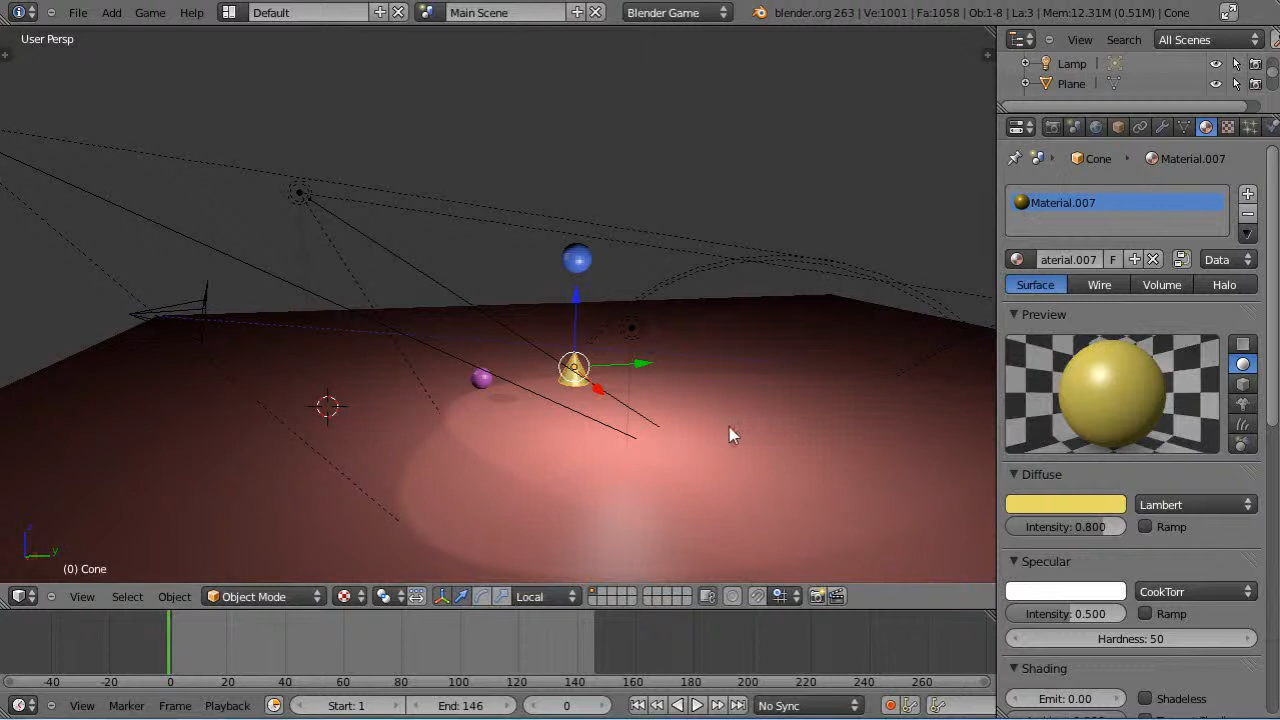 File Add Game Help Default Main Scene Blender Game blender.org 263 | Ve:1001 | Fa:1058 | Ob:1-8 | La:3 | Mem:12.31M (0.51M) | Cone
User Persp
View Search All Scenes
Lamp
Plane
Cone Material.007
Material.007
aterial.007 F Data
Surface Wire Volume Halo
Preview
Diffuse
Lambert
Intensity: 0.800 Ramp
Specular
CookTorr
Intensity: 0.500 Ramp
Hardness: 50
Shading
Emit: 0.00 Shadeless
z
y
(0) Cone
View Select Object Object Mode Local
-40 -20 0 20 40 60 80 100 120 140 160 180 200 220 240 260
View Marker Frame Playback Start: 1 End: 146 0 No Sync